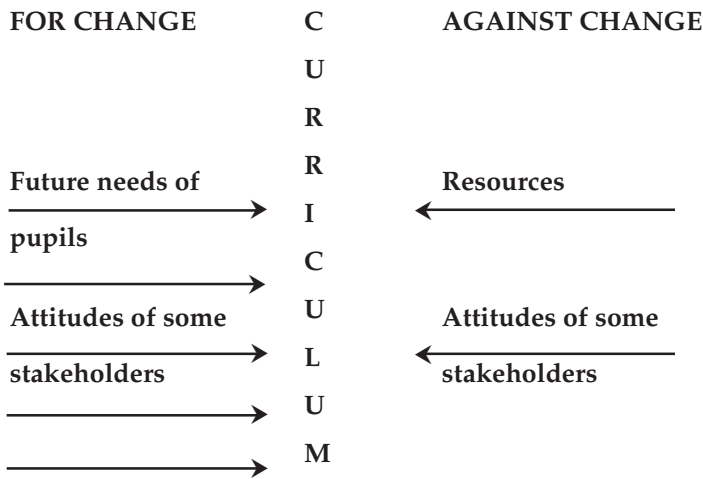 FOR CHANGE
C
U
R
R
I
C
U
L
U
M
AGAINST CHANGE
Future needs of
pupils
Attitudes of some
stakeholders
Resources
Attitudes of some
stakeholders